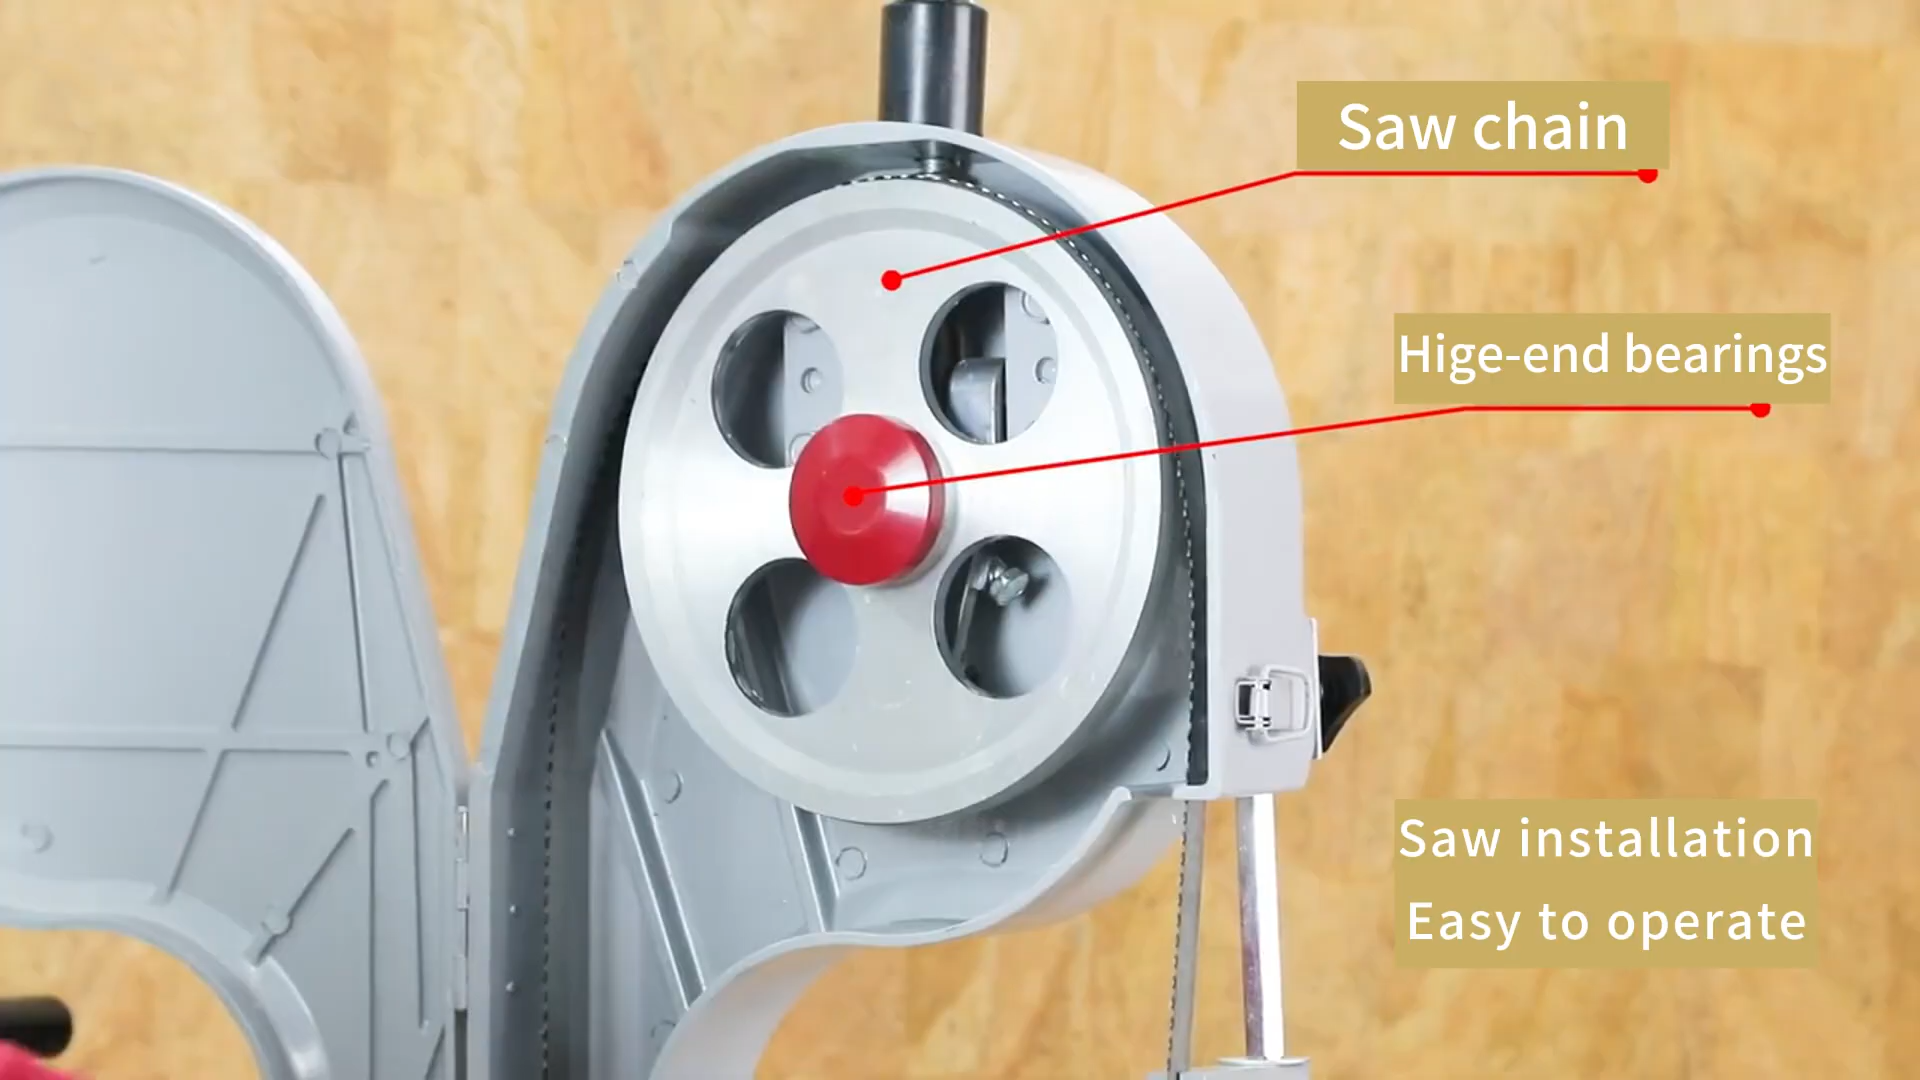 Saw chain
Hige-end bearings
Saw installation
Easy to operate